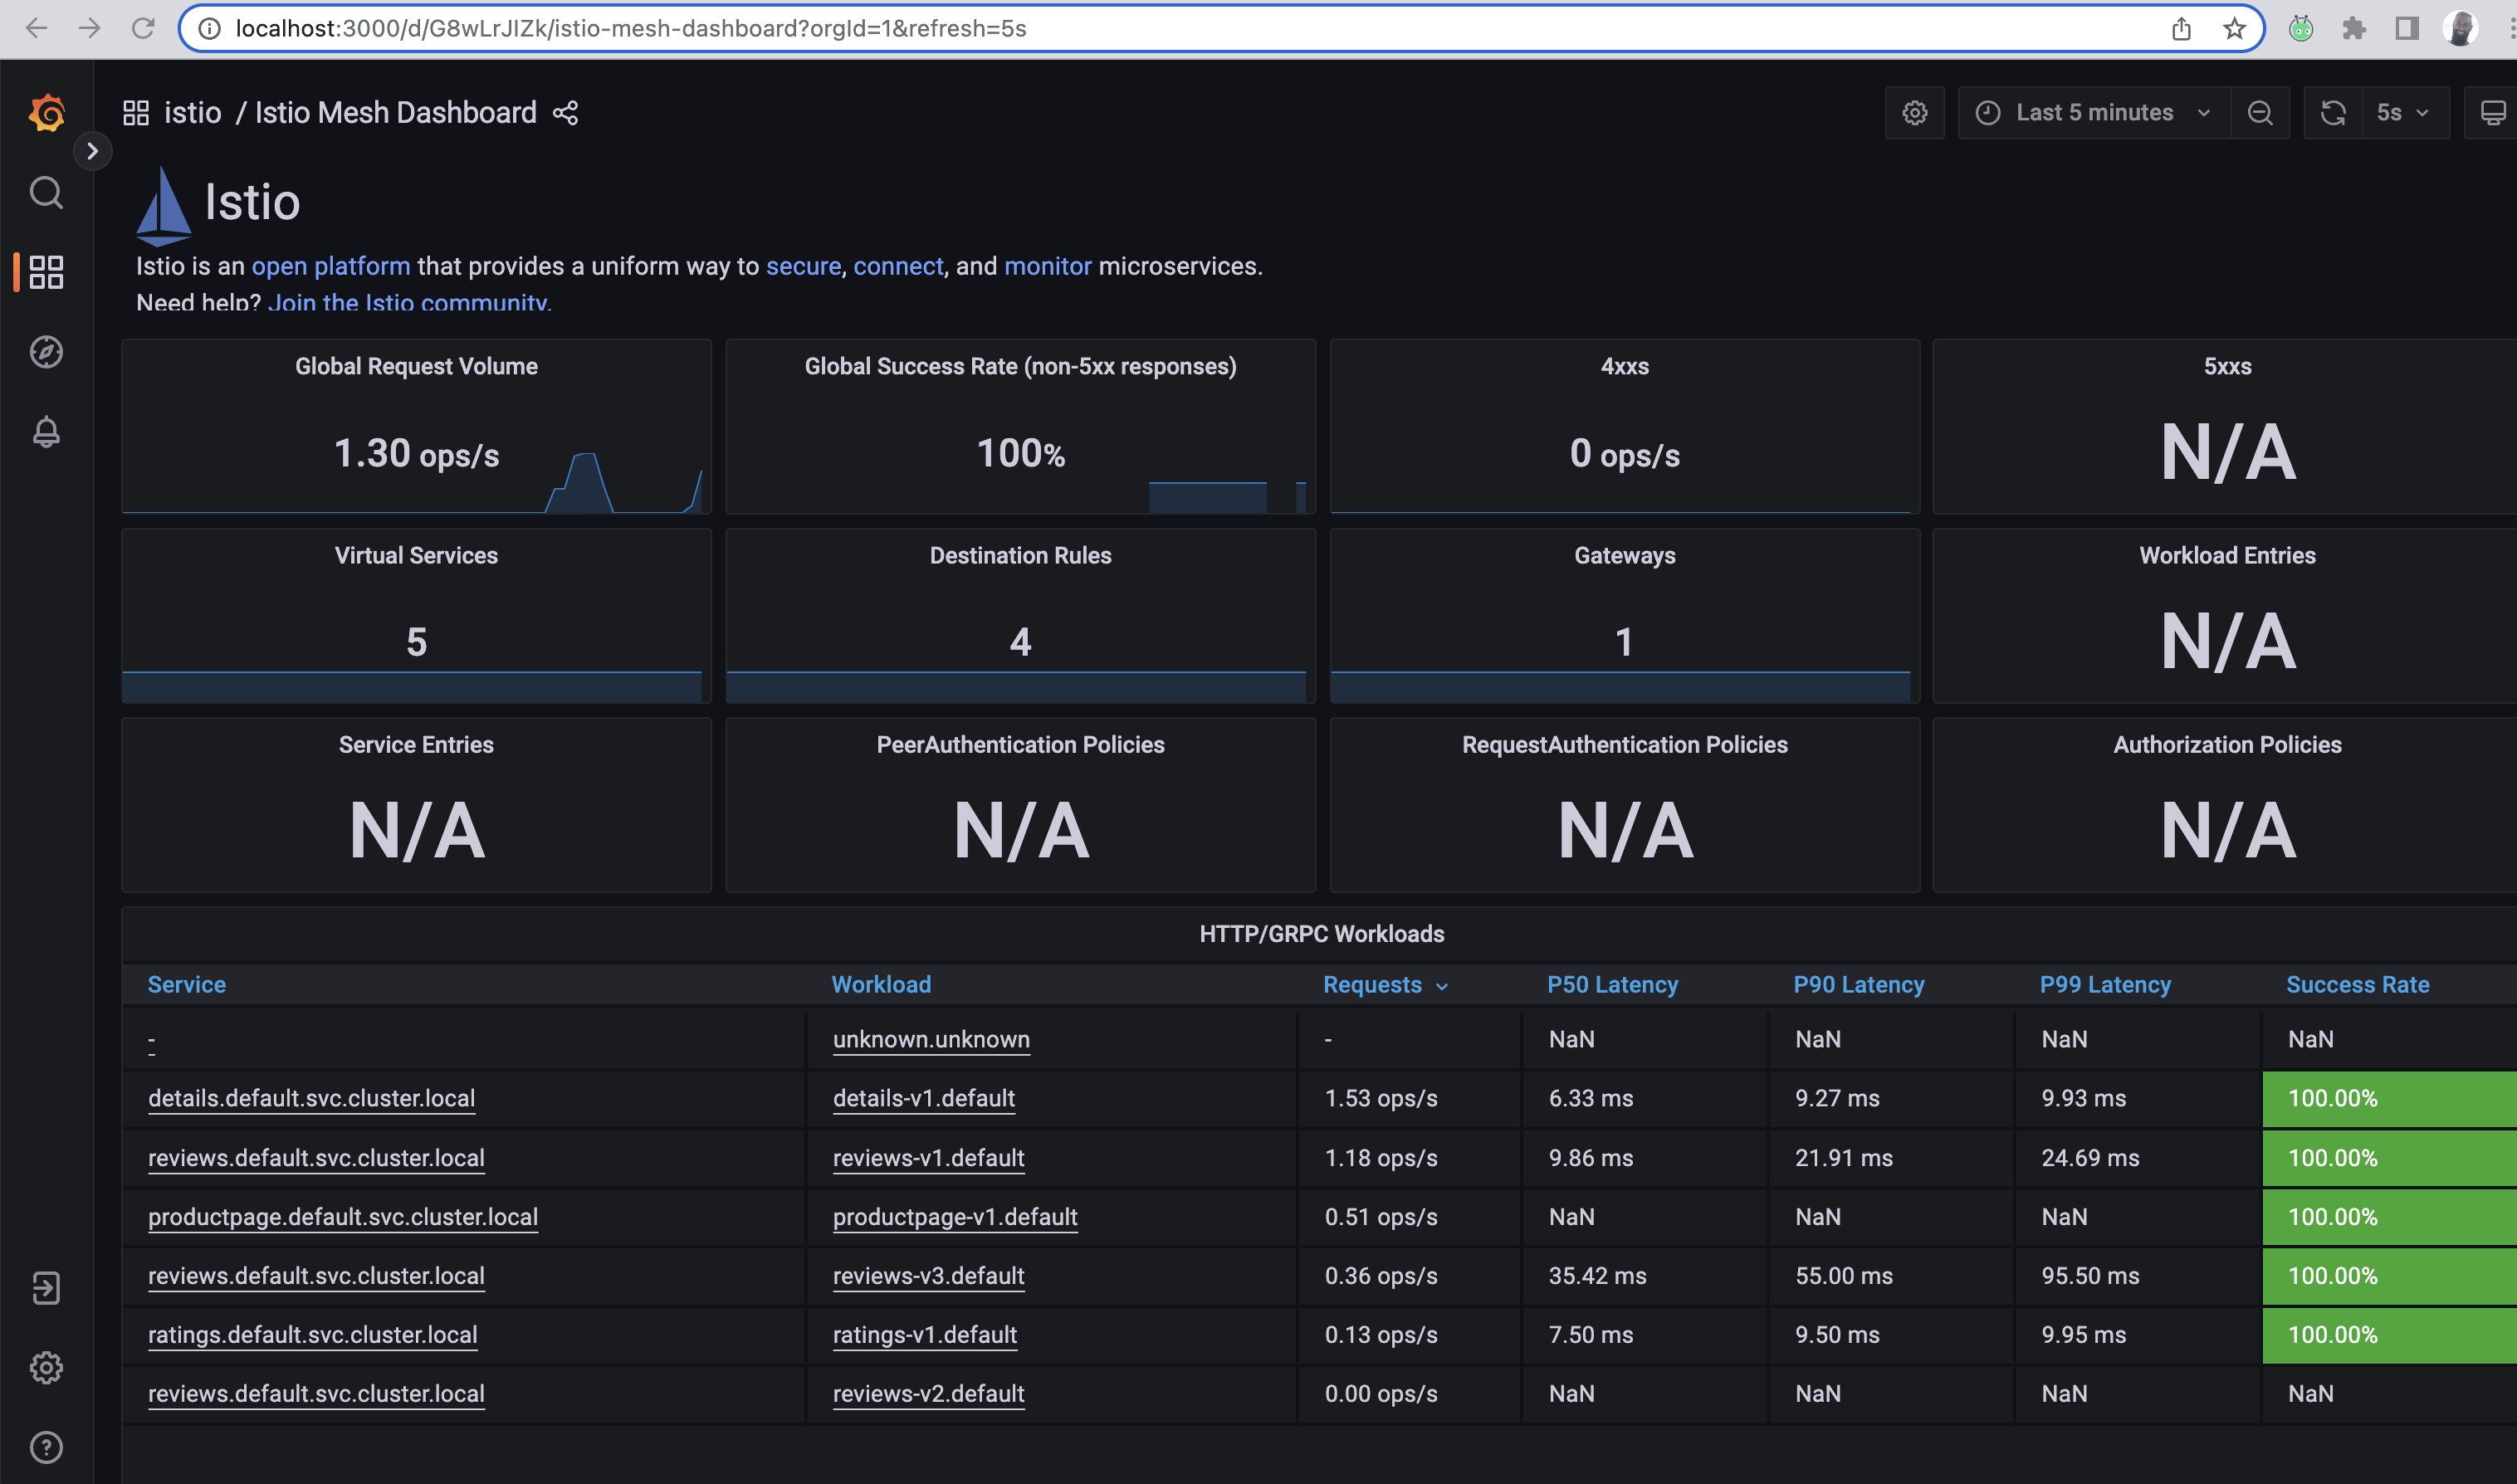 localhost:3000/d/G8wLrJIZk/istio-mesh-dashboard?orgId=1&refresh=5s
istio / Istio Mesh Dashboard
Last 5 minutes
5s
Istio
Istio is an open platform that provides a uniform way to secure, connect, and monitor microservices.
Need help? Join the Istio community.
Global Request Volume
1.30 ops/s
Global Success Rate (non-5xx responses)
100%
4xxs
0 ops/s
5xxs
N/A
Virtual Services
5
Destination Rules
4
Gateways
1
Workload Entries
N/A
Service Entries
N/A
PeerAuthentication Policies
N/A
RequestAuthentication Policies
N/A
Authorization Policies
N/A
HTTP/GRPC Workloads
Service Workload Requests P50 Latency P90 Latency P99 Latency Success Rate
- unknown.unknown - NaN NaN NaN NaN
details.default.svc.cluster.local details-v1.default 1.53 ops/s 6.33 ms 9.27 ms 9.93 ms 100.00%
reviews.default.svc.cluster.local reviews-v1.default 1.18 ops/s 9.86 ms 21.91 ms 24.69 ms 100.00%
productpage.default.svc.cluster.local productpage-v1.default 0.51 ops/s NaN NaN NaN 100.00%
reviews.default.svc.cluster.local reviews-v3.default 0.36 ops/s 35.42 ms 55.00 ms 95.50 ms 100.00%
ratings.default.svc.cluster.local ratings-v1.default 0.13 ops/s 7.50 ms 9.50 ms 9.95 ms 100.00%
reviews.default.svc.cluster.local reviews-v2.default 0.00 ops/s NaN NaN NaN NaN